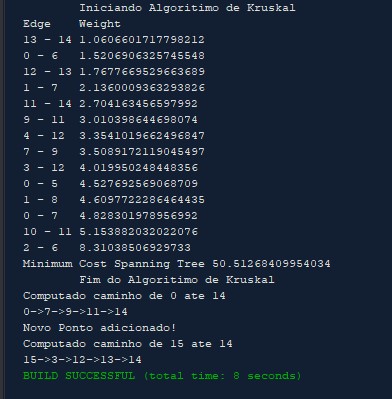 Iniciando Algoritimo de Kruskal
Edge Weight
13 - 14 1.0606601717798212
0 - 6 1.5206906325745548
12 - 13 1.7677669529663689
1 - 7 2.1360009363293826
11 - 14 2.704163456597992
9 - 11 3.010398644698074
4 - 12 3.3541019662496847
7 - 9 3.5089172119045497
3 - 12 4.019950248448356
0 - 5 4.527692569068709
1 - 8 4.6097722286464435
0 - 7 4.828301978956992
10 - 11 5.153882032022076
2 - 6 8.31038506929733
Minimum Cost Spanning Tree 50.51268409954034
Fim do Algoritimo de Kruskal
Computado caminho de 0 ate 14
0->7->9->11->14
Novo Ponto adicionado!
Computado caminho de 15 ate 14
15->3->12->13->14
BUILD SUCCESSFUL (total time: 8 seconds)